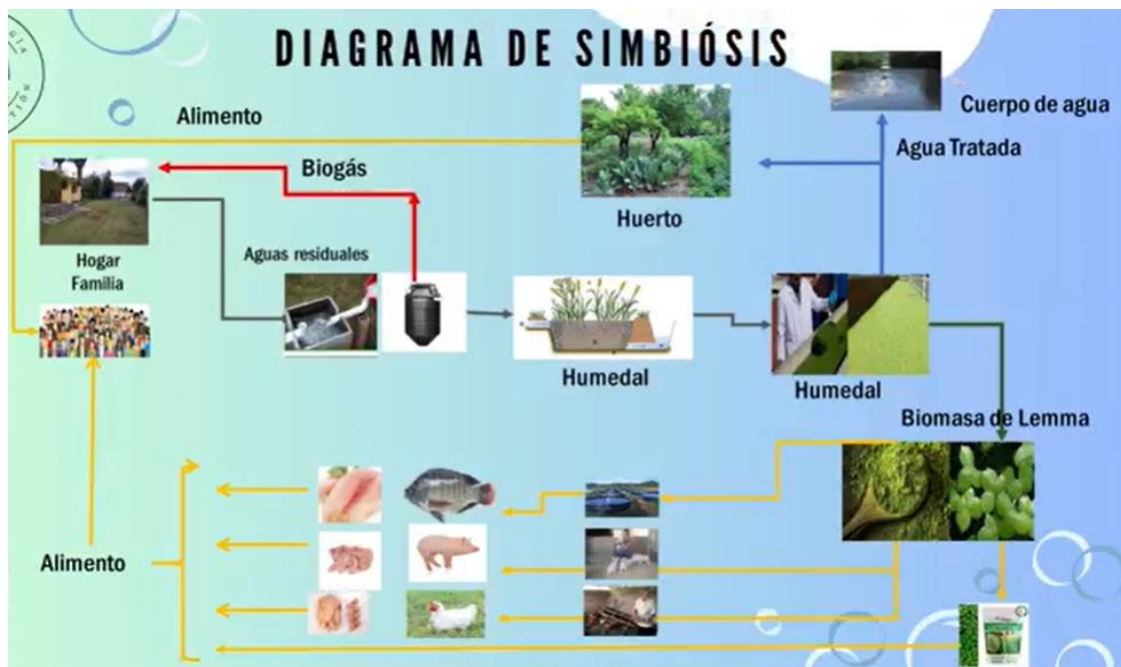 DIAGRAMA DE SIMBIÓSIS
Alimento
Cuerpo de agua
Agua Tratada
Biogás
Huerto
Hogar
Familia
Aguas residuales
Humedal
Humedal
Biomasa de Lemma
Alimento